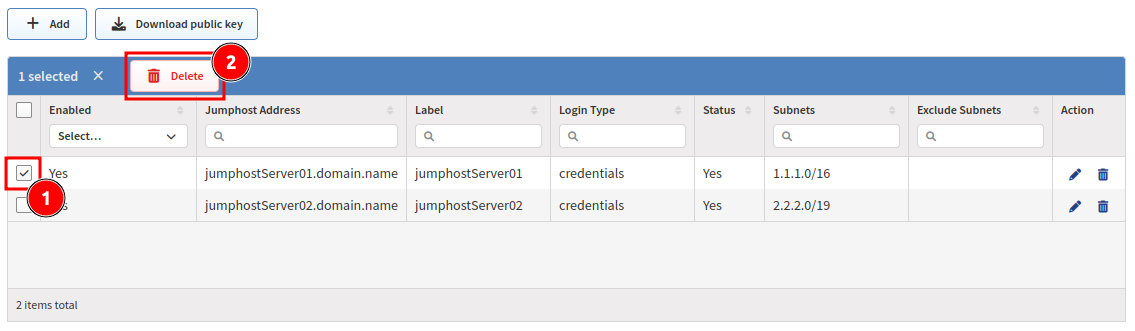 + Add Download public key
1 selected × Delete 2
Enabled Jumphost Address Label Login Type Status Subnets Exclude Subnets Action
Select...
Yes jumphostServer01.domain.name jumphostServer01 credentials Yes 1.1.1.0/16
1
jumphostServer02.domain.name jumphostServer02 credentials Yes 2.2.2.0/19
2 items total